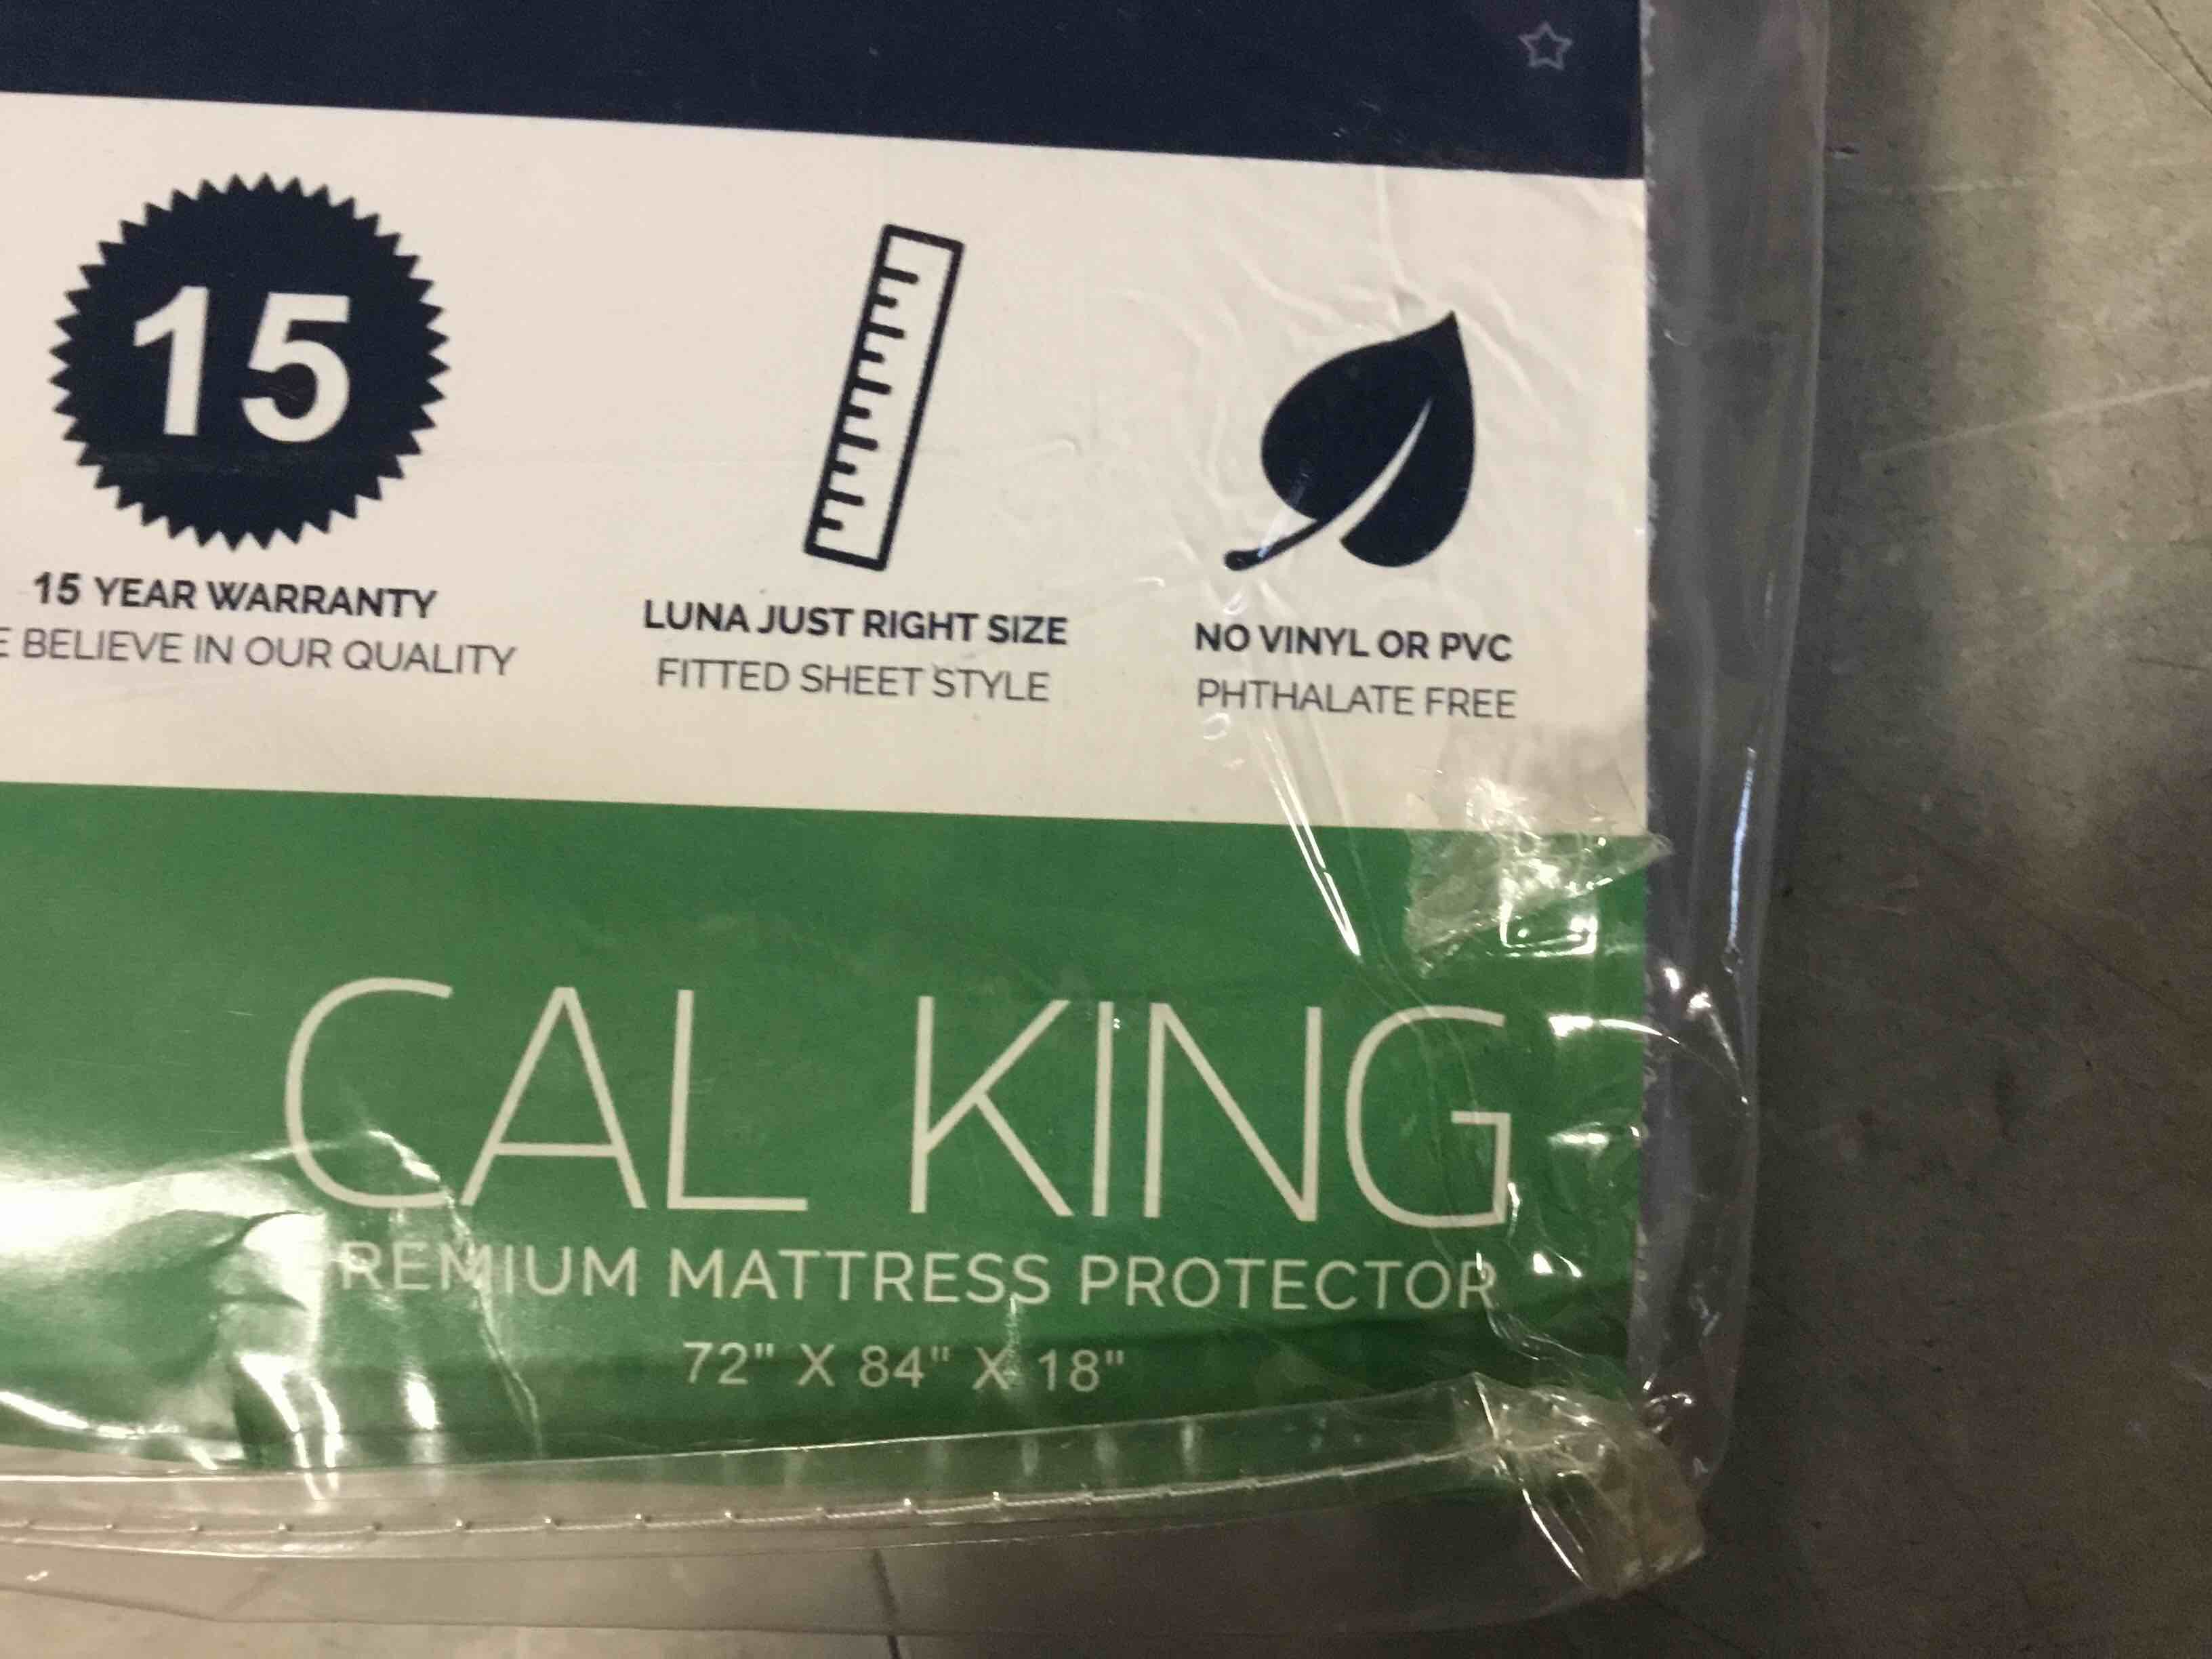 15
15 YEAR WARRANTY
E BELIEVE IN OUR QUALITY
LUNA JUST RIGHT SIZE
FITTED SHEET STYLE
NO VINYL OR PVC
PHTHALATE FREE
CAL KING
PREMIUM MATTRESS PROTECTOR
72" X 84" X 18"